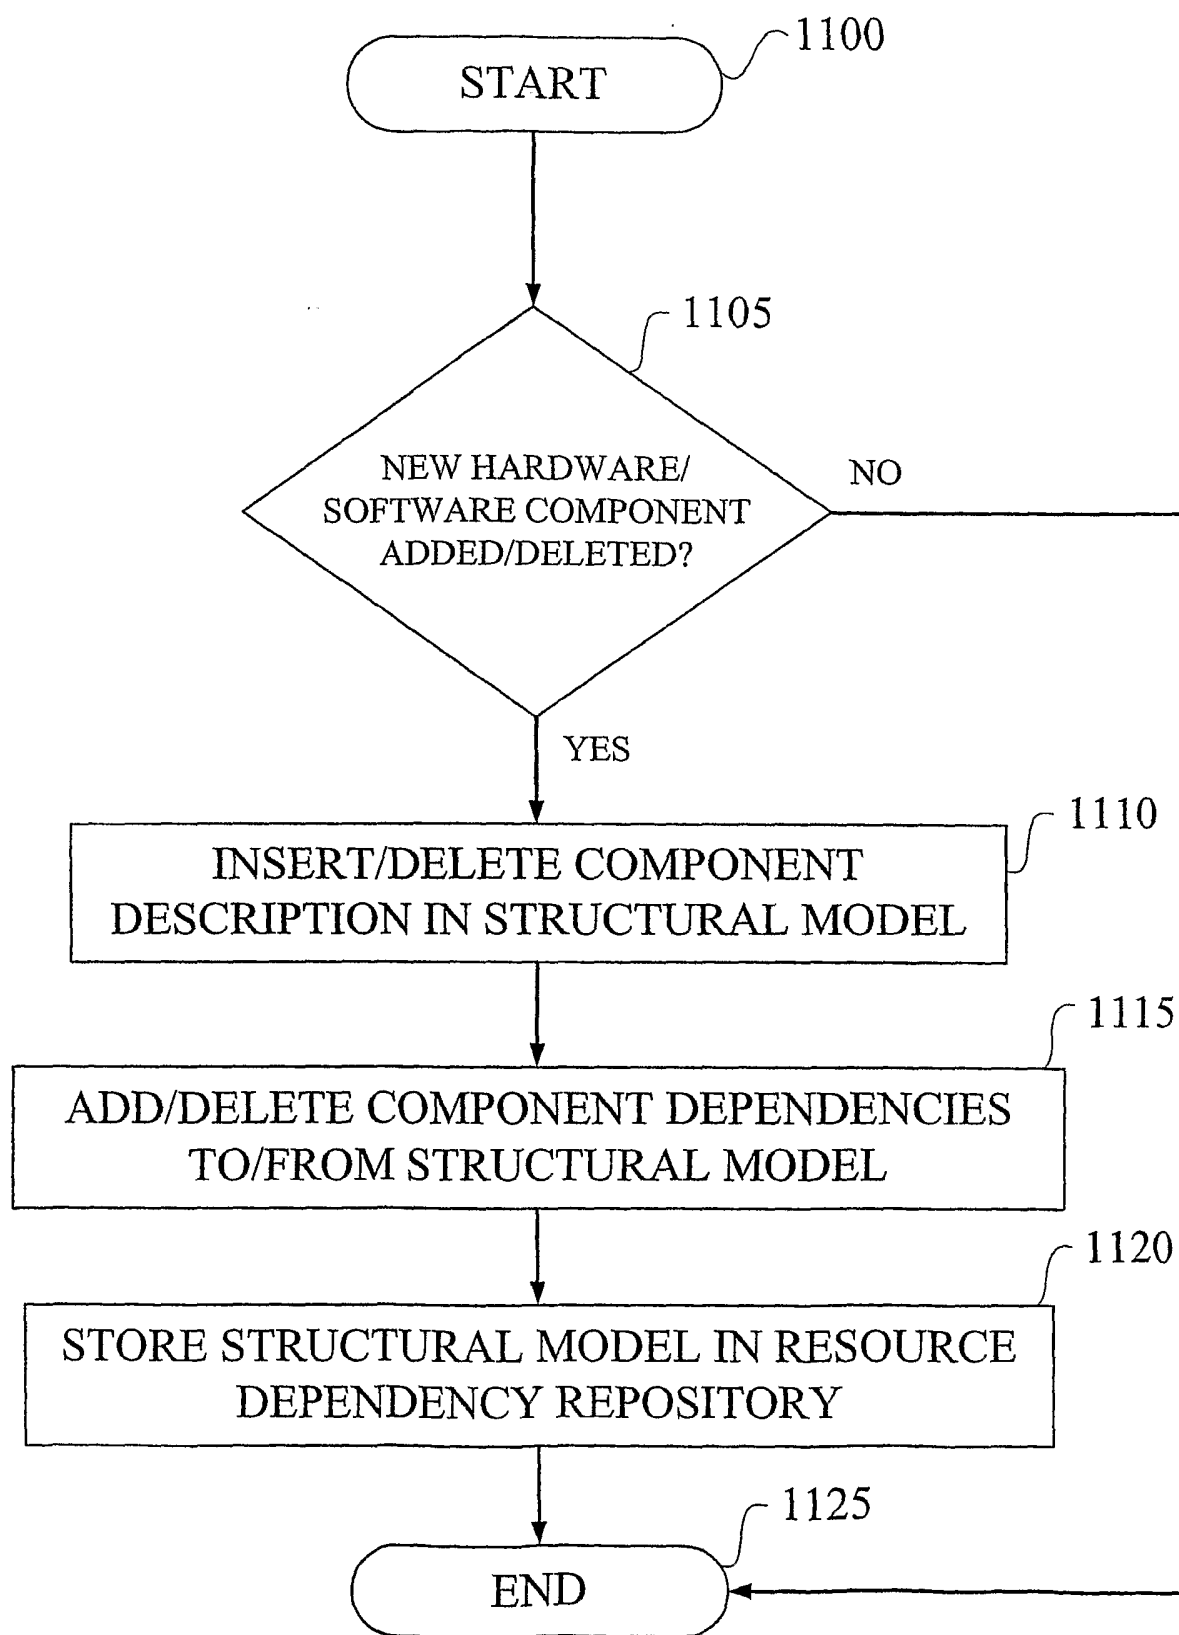 1100
START
1105
NEW HARDWARE/
SOFTWARE COMPONENT
ADDED/DELETED?
NO
YES
1110
INSERT/DELETE COMPONENT
DESCRIPTION IN STRUCTURAL MODEL
1115
ADD/DELETE COMPONENT DEPENDENCIES
TO/FROM STRUCTURAL MODEL
1120
STORE STRUCTURAL MODEL IN RESOURCE
DEPENDENCY REPOSITORY
1125
END